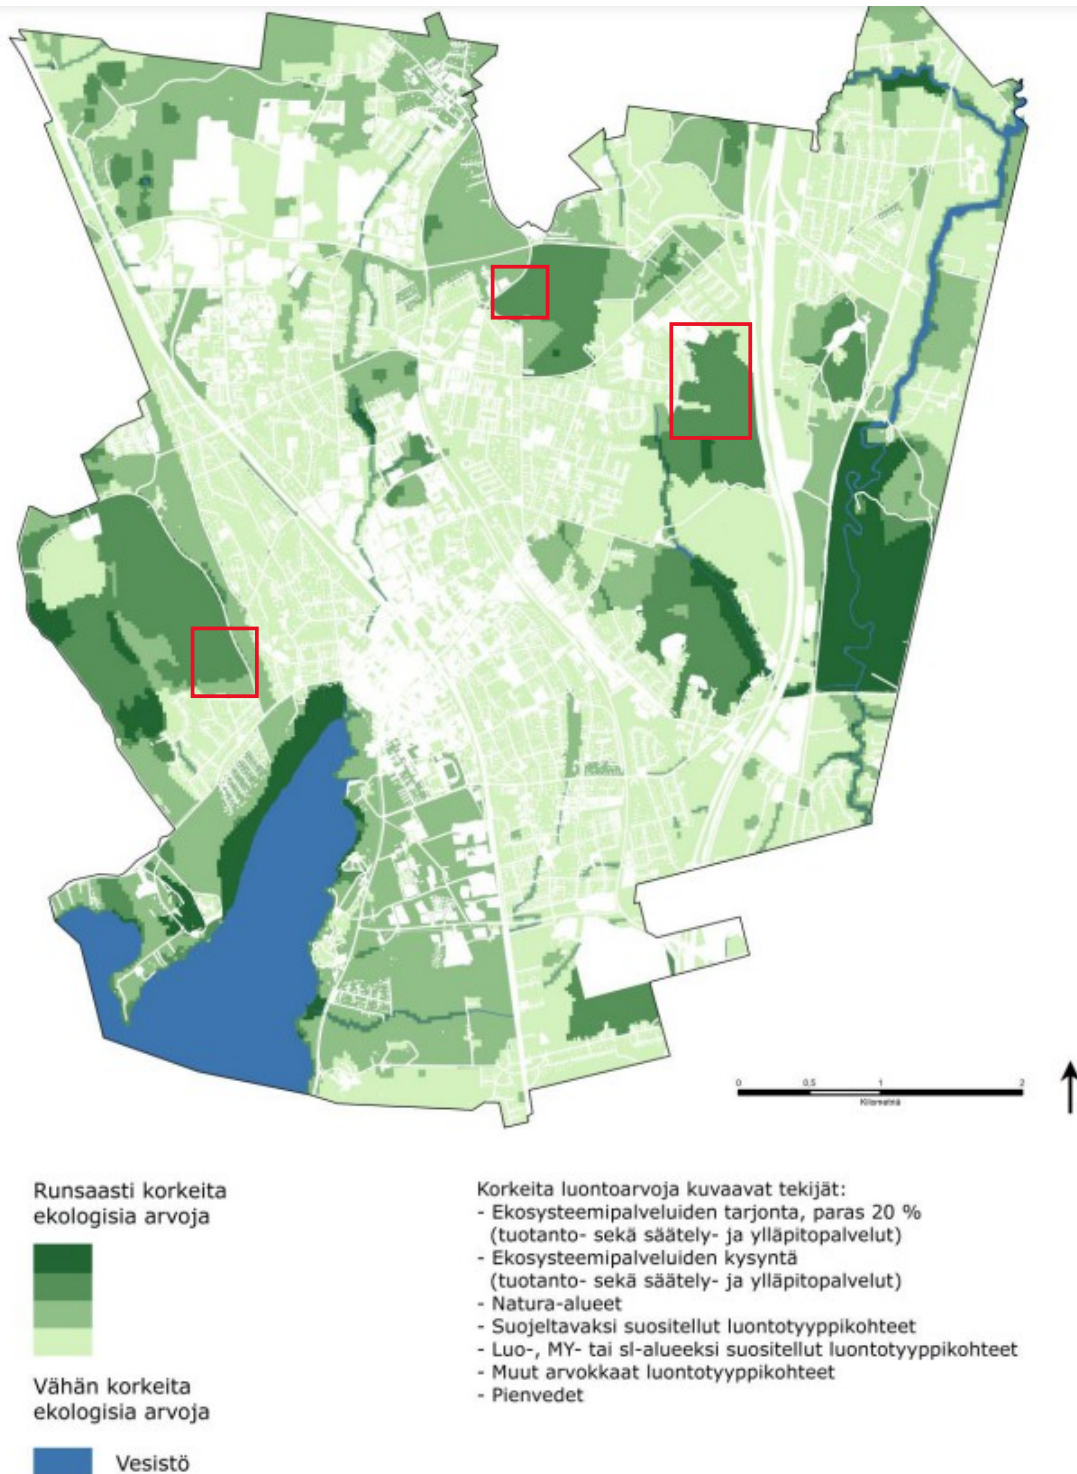 0
0,5
1
2
Kilometriä
Runsaasti korkeita
ekologisia arvoja
Vähän korkeita
ekologisia arvoja
Vesistö
Korkeita luontoarvoja kuvaavat tekijät:
- Ekosysteemipalveluiden tarjonta, paras 20 %
(tuotanto- sekä säätely- ja ylläpitopalvelut)
- Ekosysteemipalveluiden kysyntä
(tuotanto- sekä säätely- ja ylläpitopalvelut)
- Natura-alueet
- Suojeltavaksi suositellut luontotyyppikohteet
- Luo-, MY- tai sl-alueeksi suositellut luontotyyppikohteet
- Muut arvokkaat luontotyyppikohteet
- Pienvedet